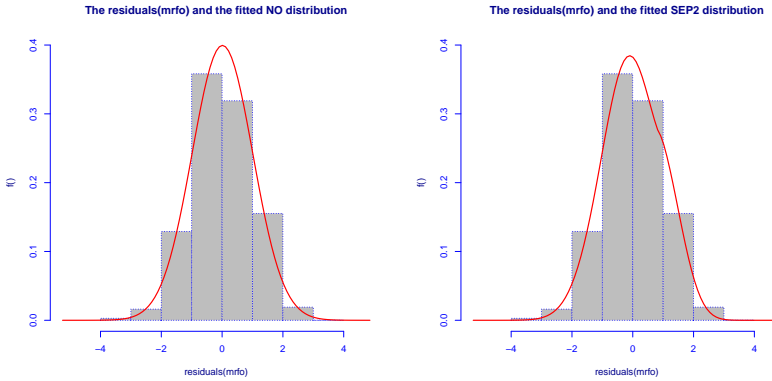 The residuals(mrfo) and the fitted NO distribution
f()
0.4
0.3
0.2
0.1
0.0
−4 −2 0 2 4
residuals(mrfo)
The residuals(mrfo) and the fitted SEP2 distribution
f()
0.4
0.3
0.2
0.1
0.0
−4 −2 0 2 4
residuals(mrfo)